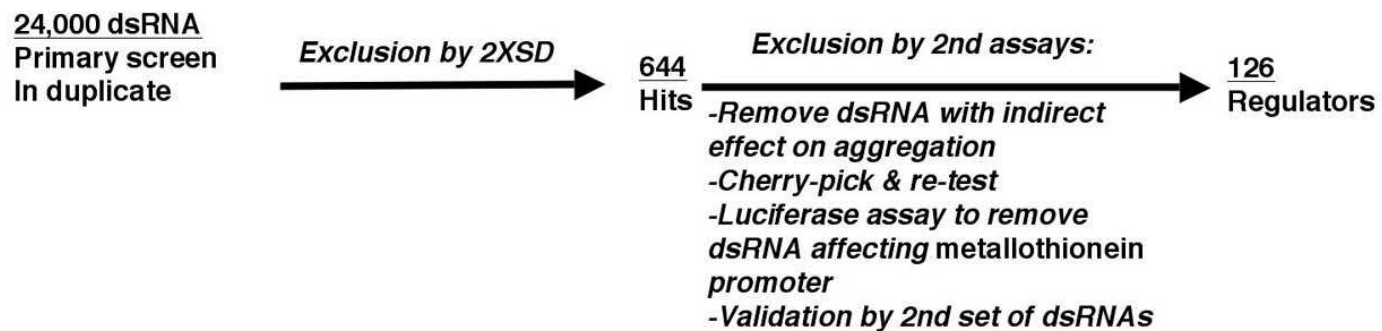 24,000 dsRNA
Primary screen
In duplicate
Exclusion by 2XSD
644
Hits
Exclusion by 2nd assays:
-Remove dsRNA with indirect
effect on aggregation
-Cherry-pick & re-test
-Luciferase assay to remove
dsRNA affecting metallothionein
promoter
-Validation by 2nd set of dsRNAs
126
Regulators